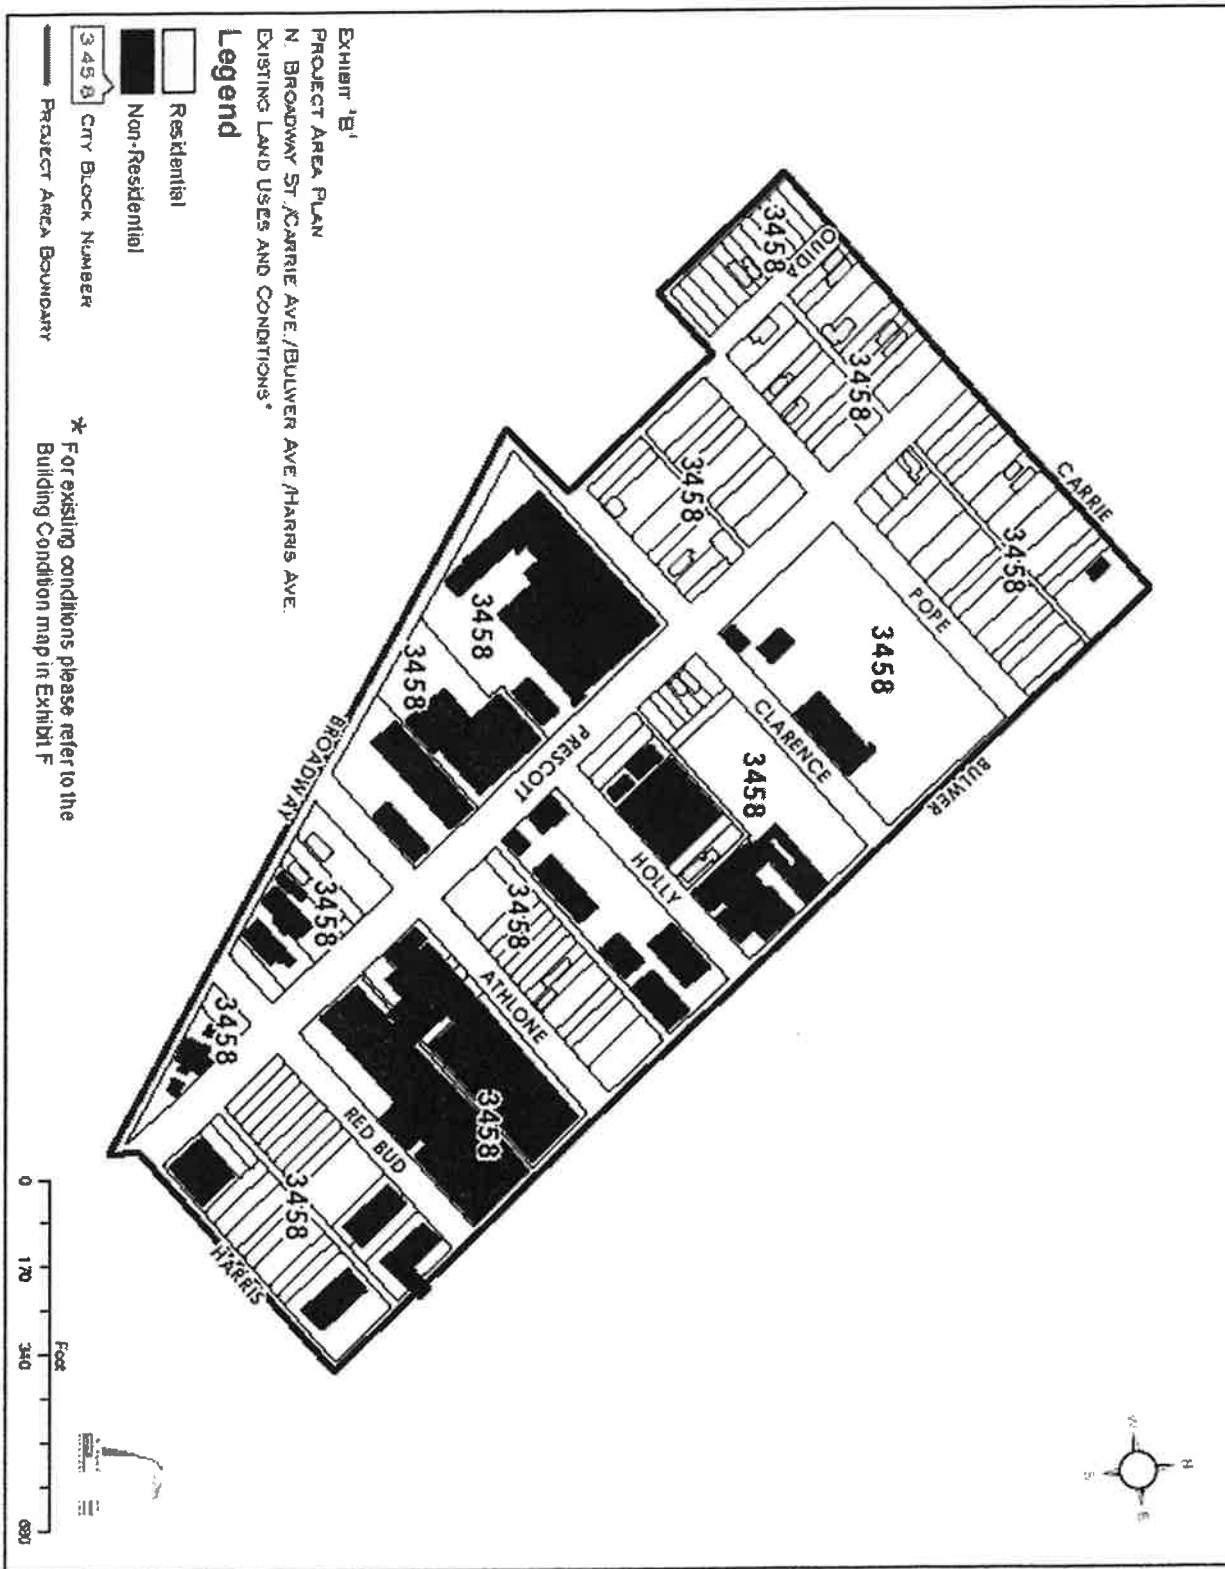 EXHIBIT 'B'
PROJECT AREA PLAN
N. BROADWAY ST./CARRIE AVE./BULWER AVE./HARRIS AVE.
EXISTING LAND USES AND CONDITIONS*
Legend
Residential
Non-Residential
3458 CITY BLOCK NUMBER
PROJECT AREA BOUNDARY
* For existing conditions please refer to the
Building Condition map in Exhibit F
CARRIE
OUIDA
POPE
BULWER
CLARENCE
PRESCOTT
HOLLY
BROADWAY
ATHLONE
RED BUD
HARRIS
3458
3458
3458
3458
3458
3458
3458
3458
3458
3458
3458
3458
3458
3458
N
W
E
S
Feet
0 170 340 680